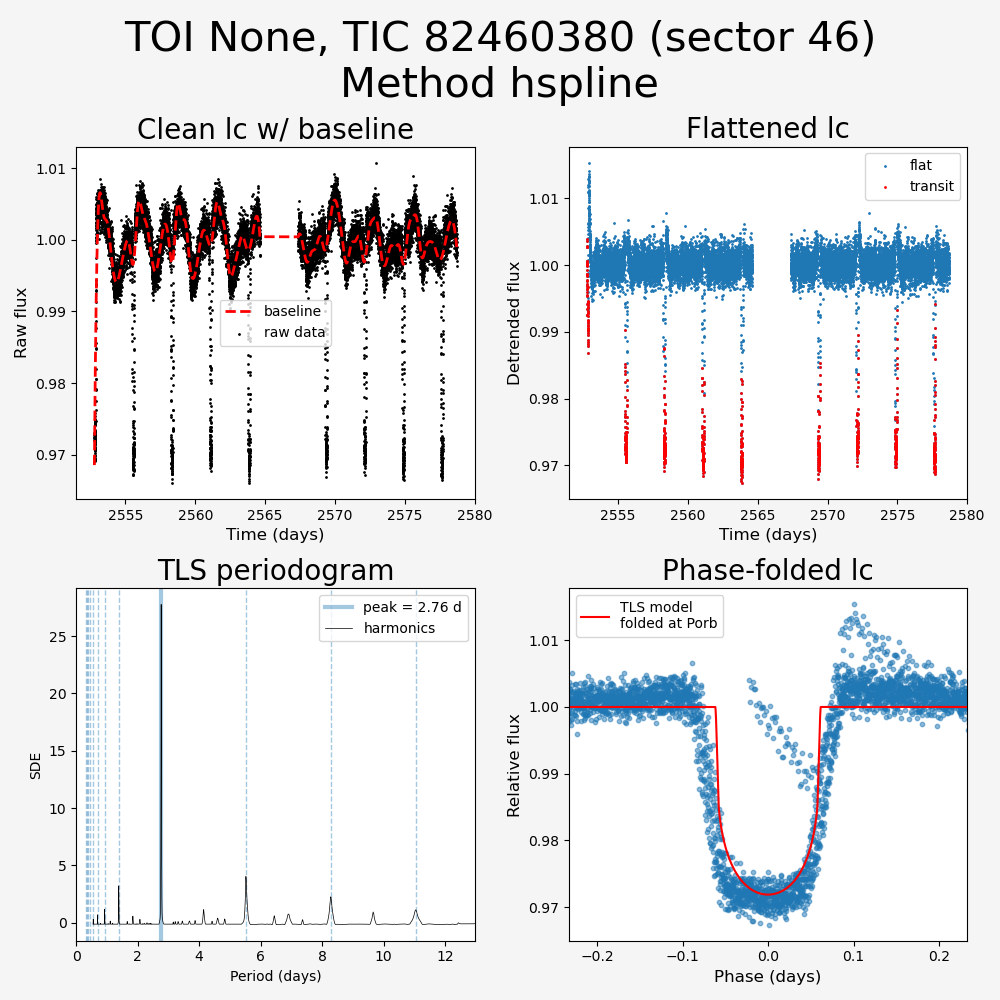 TOI None, TIC 82460380 (sector 46)
Method hspline
Clean lc w/ baseline
1.01
1.00
0.99
0.98
0.97
Raw flux
baseline
raw data
2555
2560
2565
2570
2575
2580
Time (days)
Flattened lc
flat
transit
1.01
1.00
0.99
0.98
0.97
Detrended flux
2555
2560
2565
2570
2575
2580
Time (days)
TLS periodogram
peak = 2.76 d
harmonics
25
20
15
10
5
0
SDE
0
2
4
6
8
10
12
Period (days)
Phase-folded lc
TLS model
folded at Porb
1.01
1.00
0.99
0.98
0.97
Relative flux
−0.2
−0.1
0.0
0.1
0.2
Phase (days)